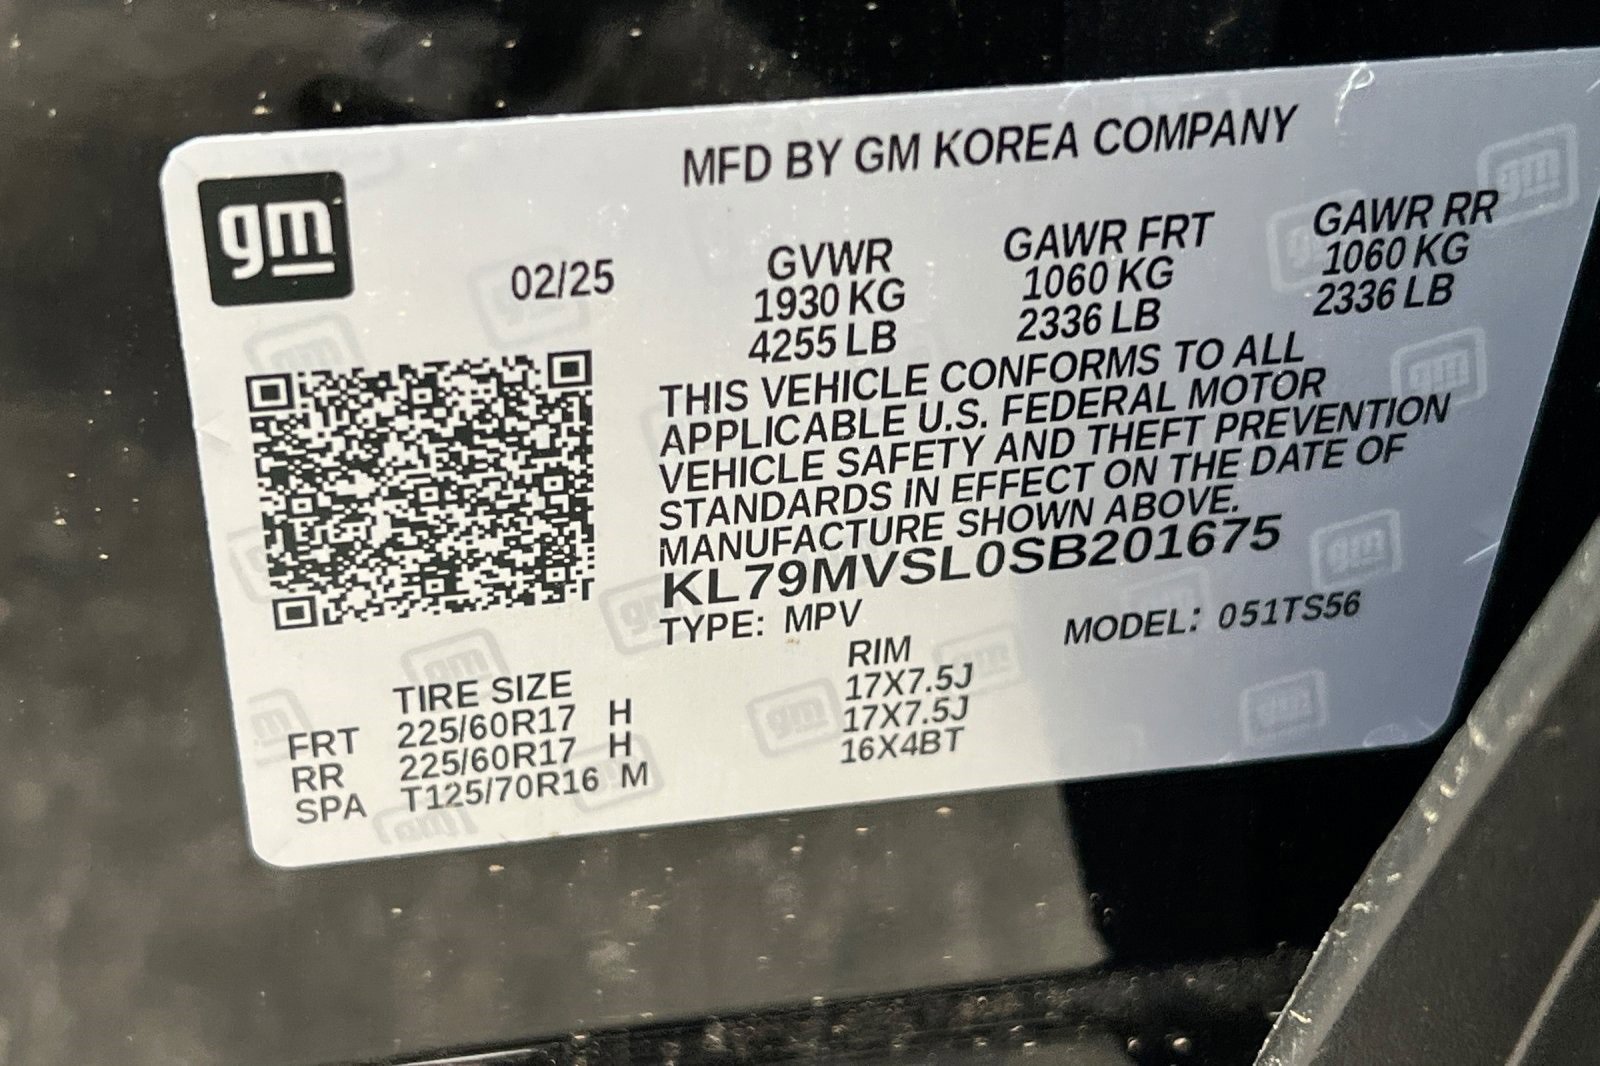 MFD BY GM KOREA COMPANY
gm
02/25
GVWR GAWR FRT GAWR RR
1930 KG 1060 KG 1060 KG
4255 LB 2336 LB 2336 LB
THIS VEHICLE CONFORMS TO ALL
APPLICABLE U.S. FEDERAL MOTOR
VEHICLE SAFETY AND THEFT PREVENTION
STANDARDS IN EFFECT ON THE DATE OF
MANUFACTURE SHOWN ABOVE.
KL79MVSL0SB201675
TYPE: MPV MODEL: 051TS56
TIRE SIZE RIM
FRT 225/60R17 H 17X7.5J
RR 225/60R17 H 17X7.5J
SPA T125/70R16 M 16X4BT